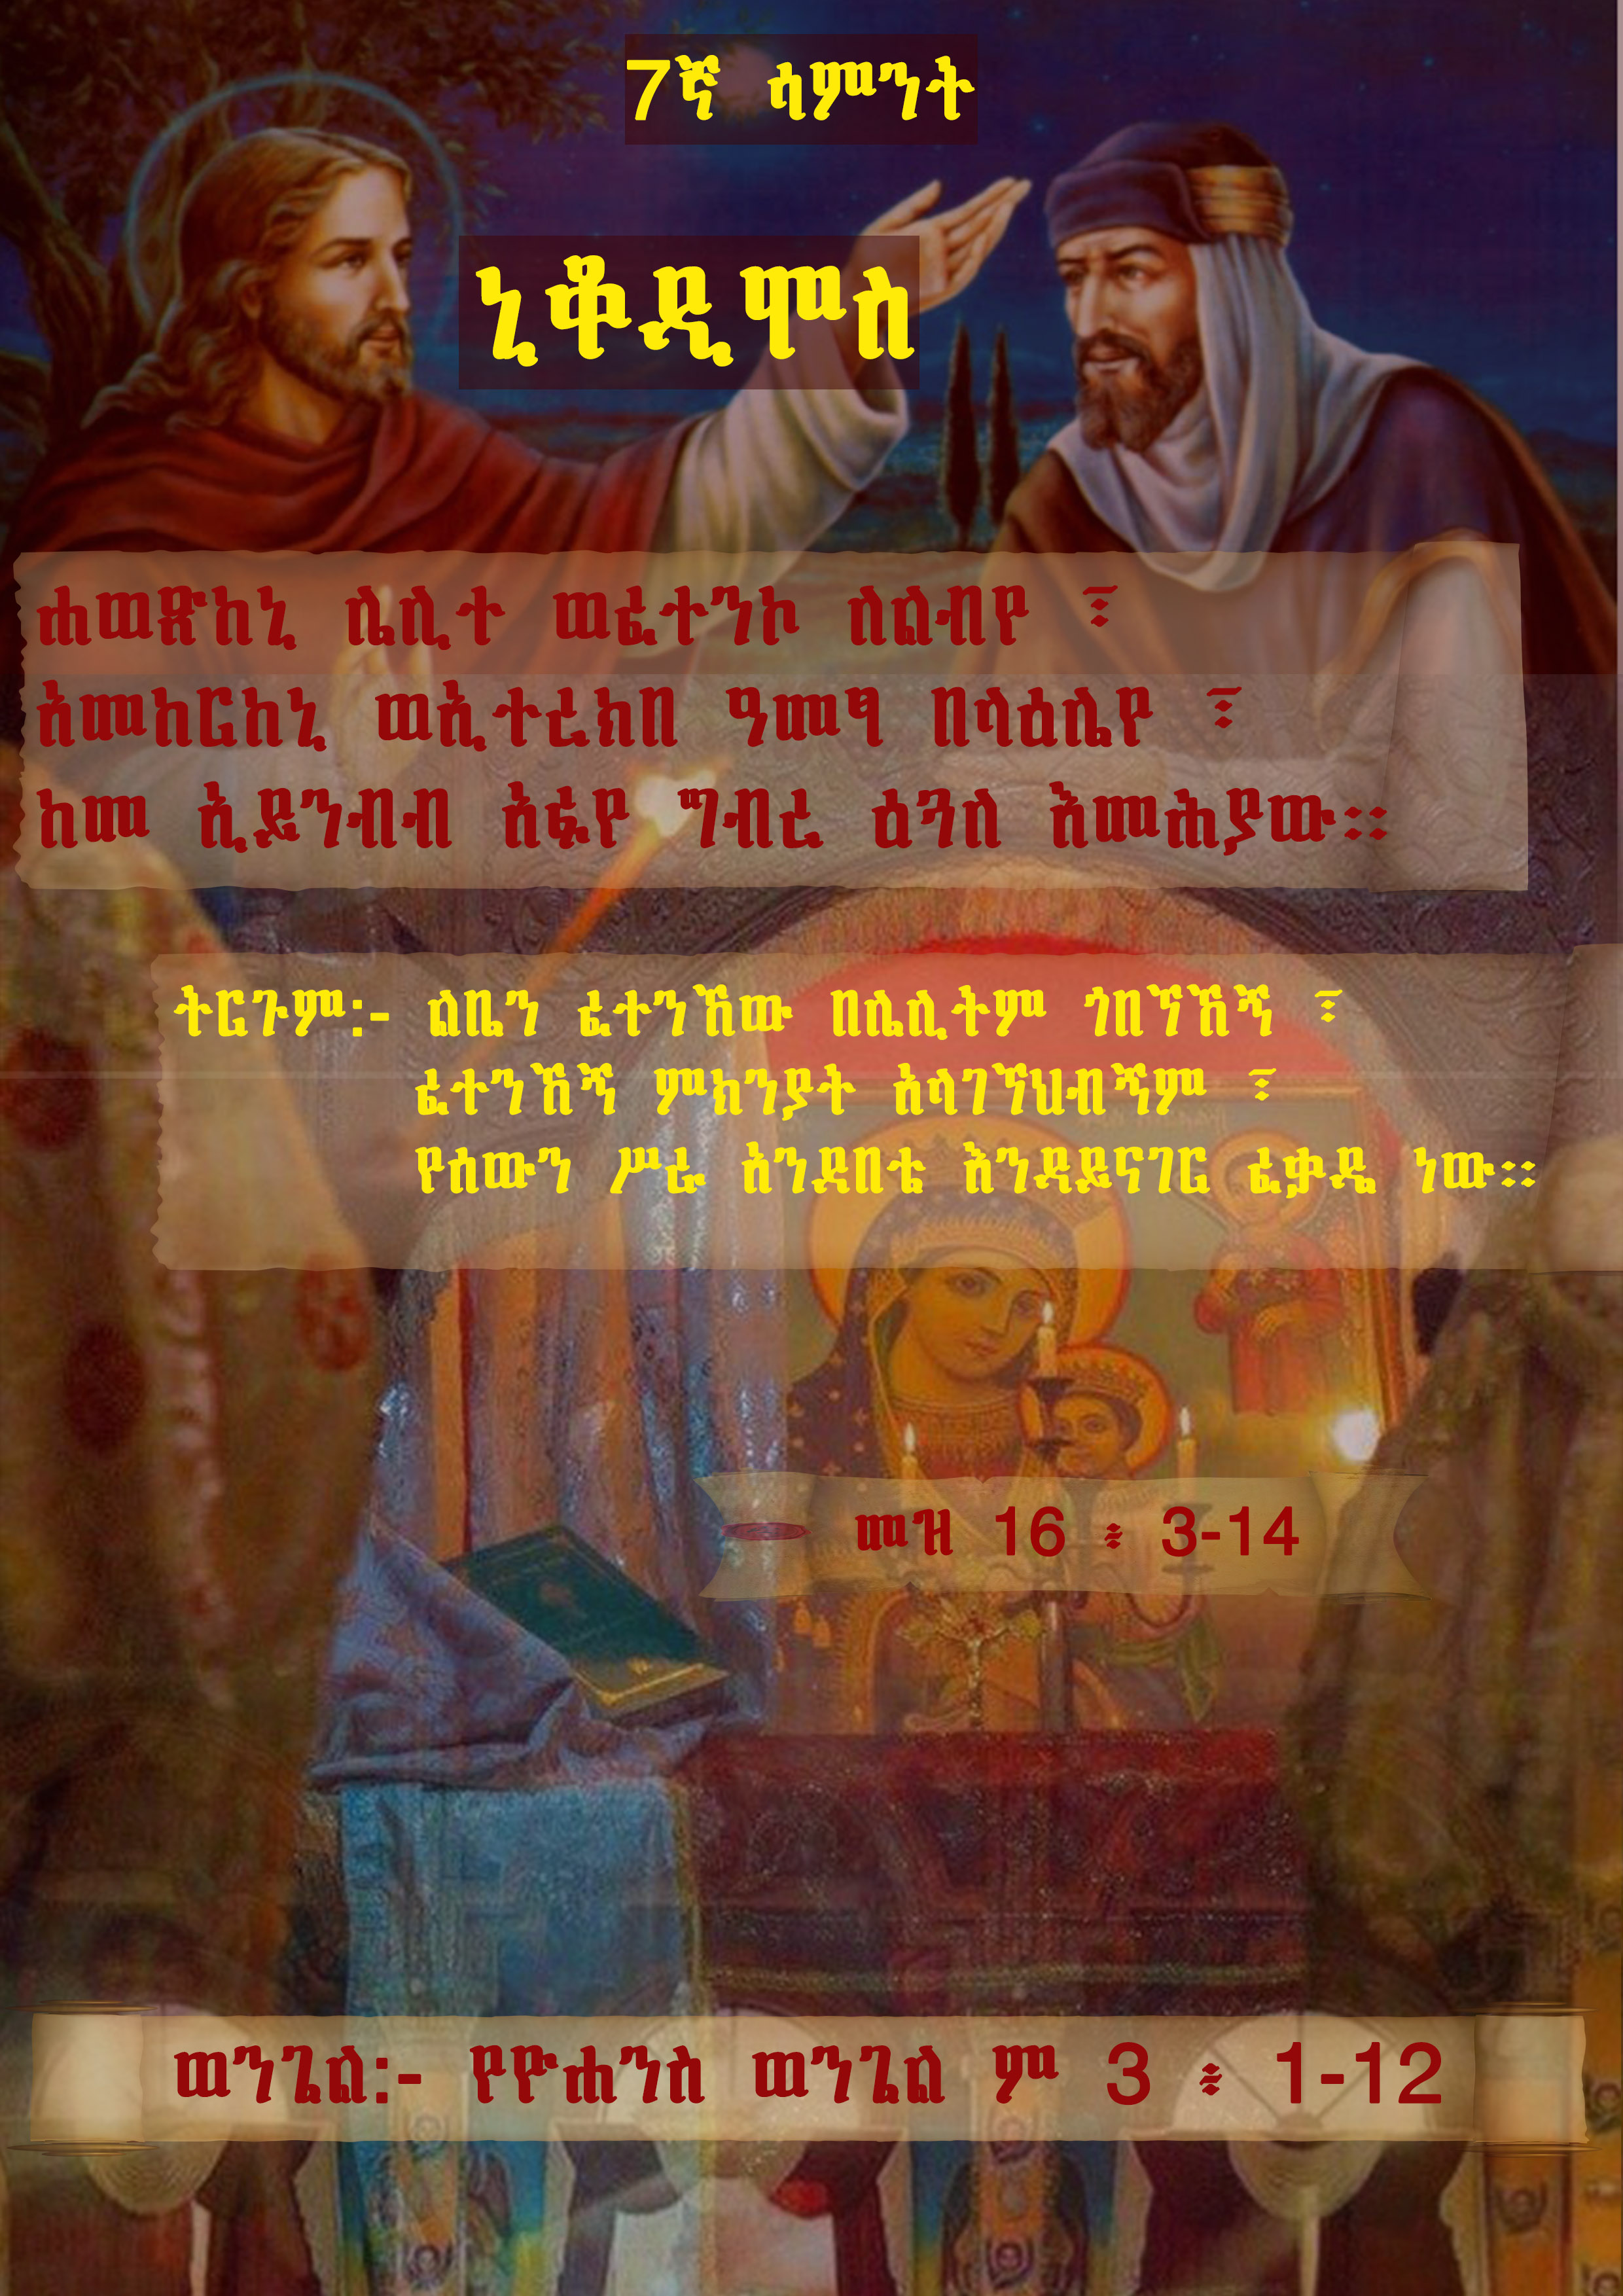 7ኛ ሳምንት
ኒቆዲሞስ
ሐወጽከኒ ሌሊተ ወፈተንኮ ለልብየ ፤
አመከርከኒ ወኢተረክበ ዓመፃ በላዕሌየ ፤
ከመ ኢይንብብ አፉየ ግብረ ዕጓለ እመሕያው።
ትርጉም:- ልቤን ፈተንኸው በሌሊትም ጎበኘኸኝ ፤
ፈተንኸኝ ምክንያት አላገኘህብኝም ፤
የሰውን ሥራ አንደበቴ እንዳይናገር ፈቃዴ ነው።
መዝ 16 ፥ 3-14
ወንጌል:- የዮሐንስ ወንጌል ም 3 ፥ 1-12